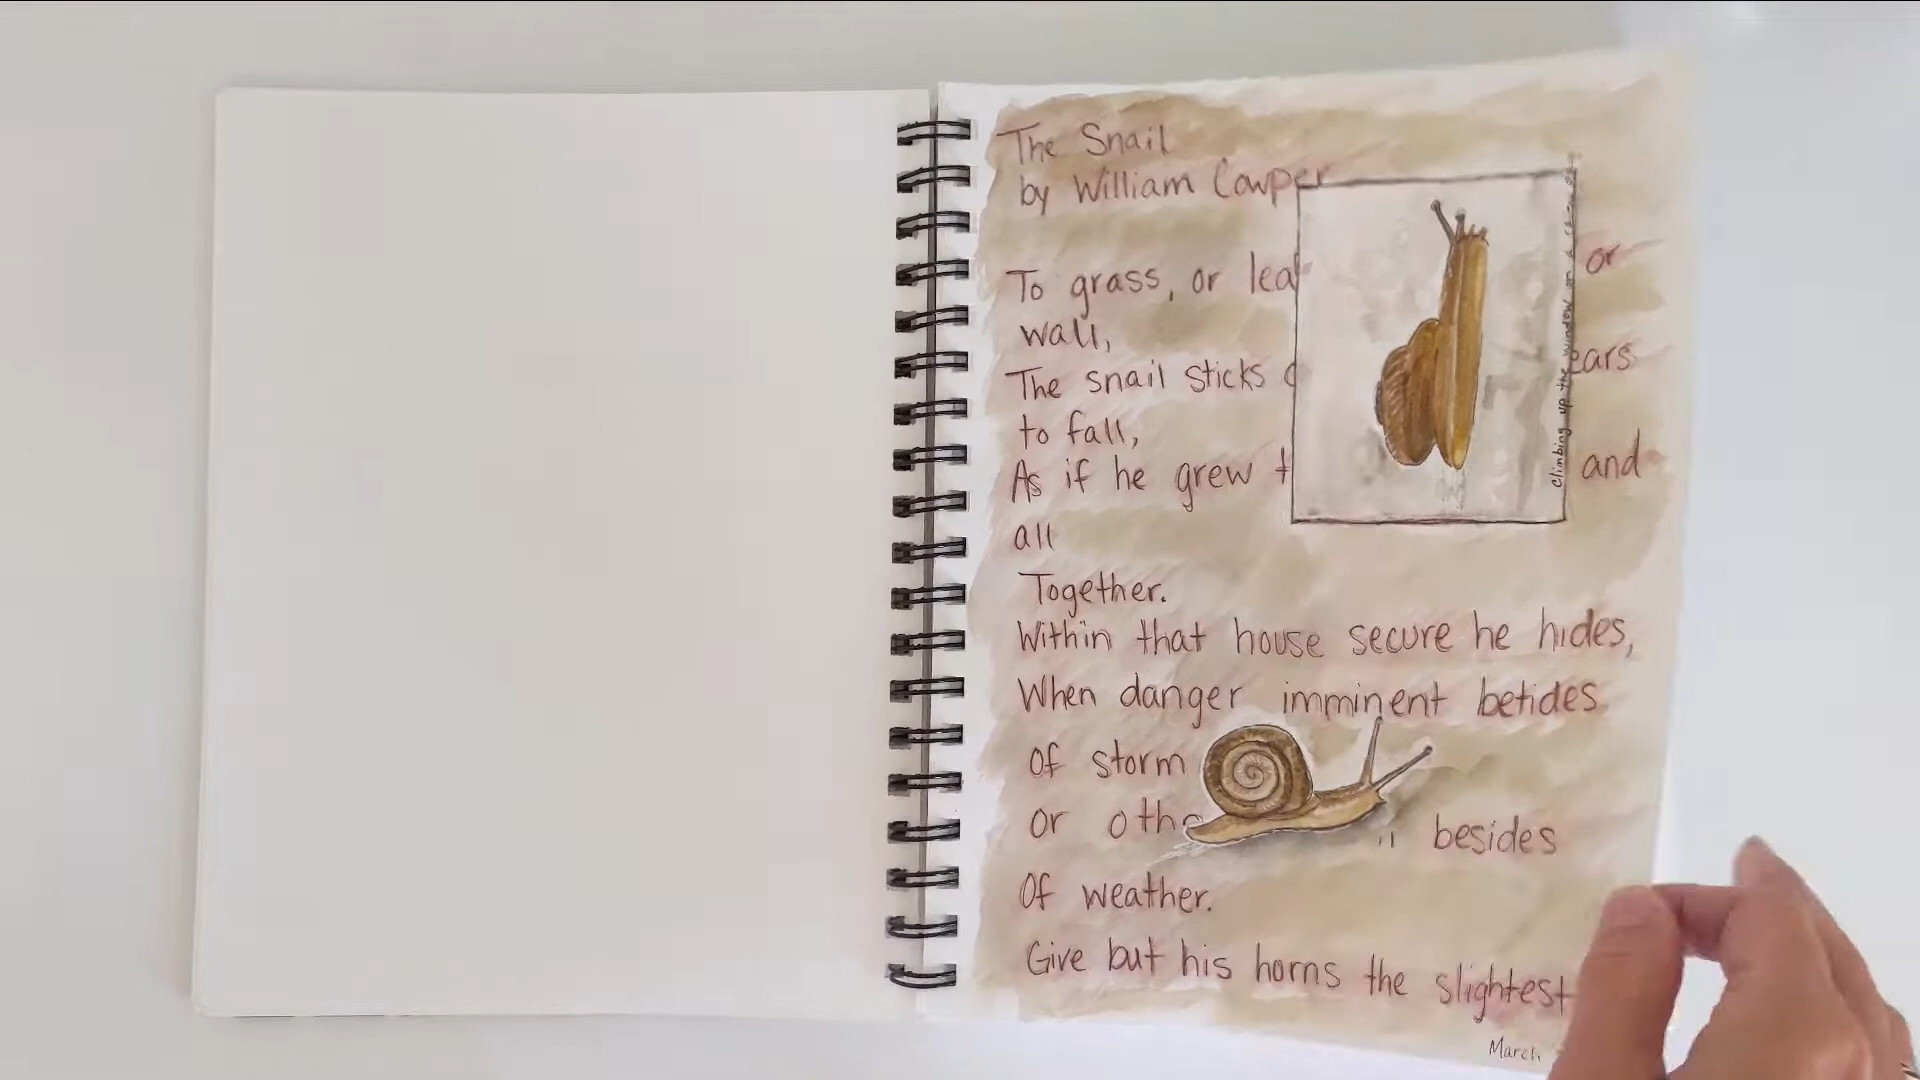 The Snail
by William Cowper
To grass, or leaf or
wall,
The snail sticks ears
to fall,
As if he grew and
all
Together.
Within that house secure he hides,
When danger imminent betides
Of storm
or besides
Of weather.
Give but his horns the slightest
March
Climbing up the window on a